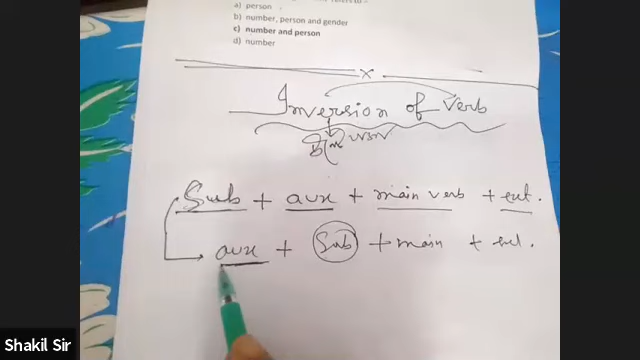 a) person
b) number, person and gender
c) number and person
d) number
x
Inversion of Verb
Sub + aux + main verb + ext.
aux + Sub + main + ext.
Shakil Sir